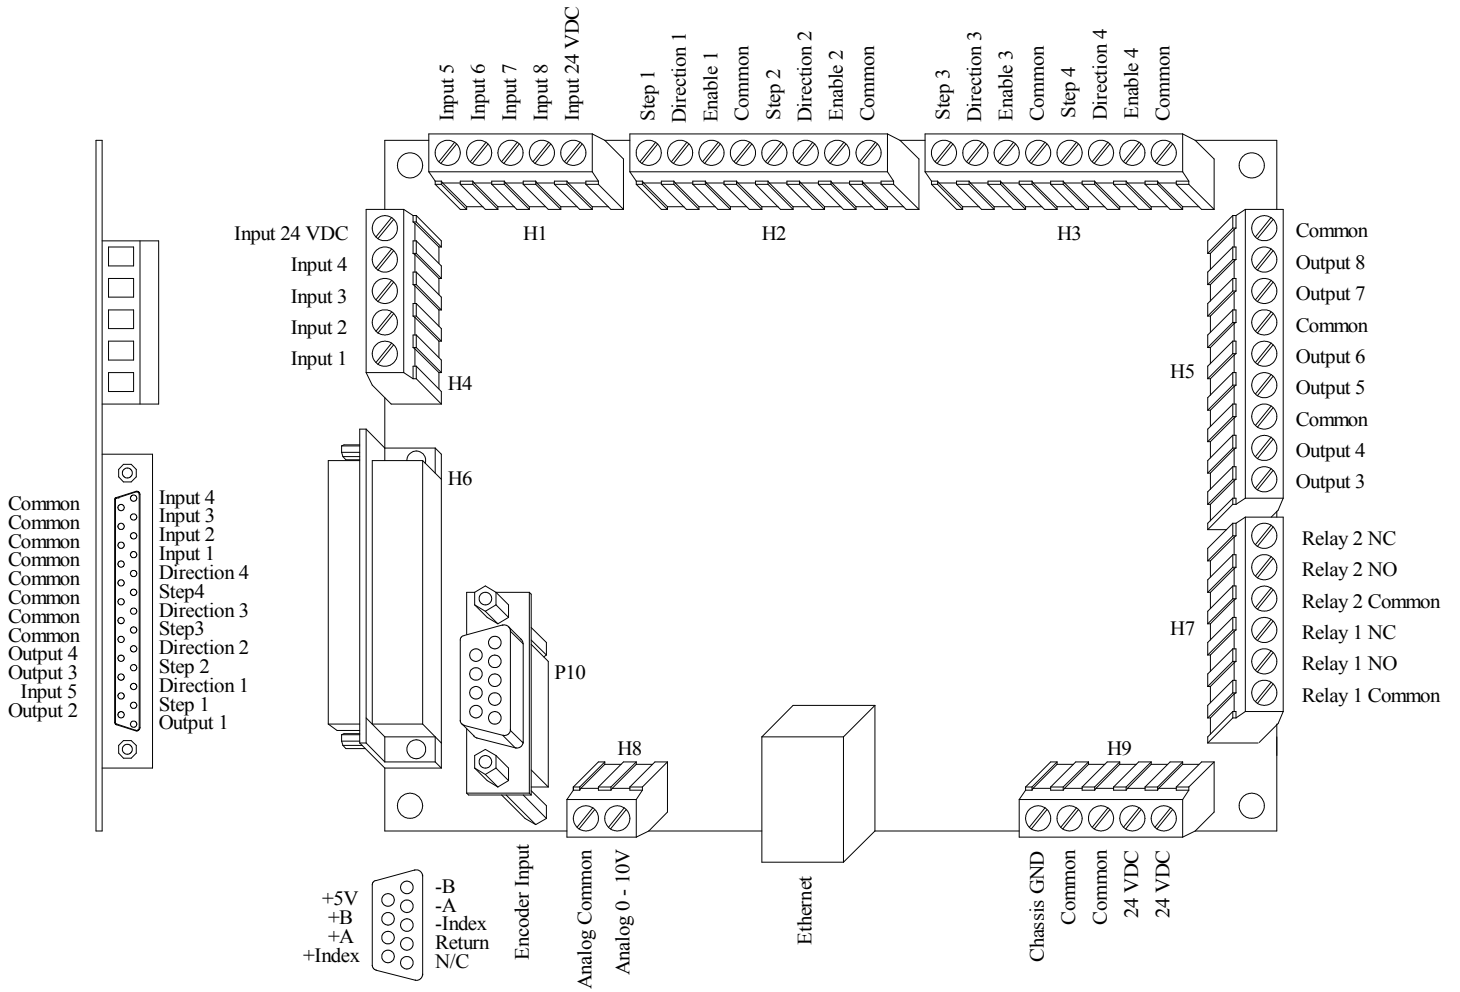 Input 5
Input 6
Input 7
Input 8
Input 24 VDC
Step 1
Direction 1
Enable 1
Common
Step 2
Direction 2
Enable 2
Common
Step 3
Direction 3
Enable 3
Common
Step 4
Direction 4
Enable 4
Common
H1
H2
H3
Input 24 VDC
Input 4
Input 3
Input 2
Input 1
H4
Common
Output 8
Output 7
Common
Output 6
Output 5
Common
Output 4
Output 3
H5
H6
Common
Common
Common
Common
Common
Common
Common
Common
Output 4
Output 3
Input 5
Output 2
Input 4
Input 3
Input 2
Input 1
Direction 4
Step4
Direction 3
Step3
Direction 2
Step 2
Direction 1
Step 1
Output 1
Relay 2 NC
Relay 2 NO
Relay 2 Common
Relay 1 NC
Relay 1 NO
Relay 1 Common
H7
P10
H8
H9
+5V
+B
+A
+Index
-B
-A
-Index
Return
N/C
Encoder Input
Analog Common
Analog 0 - 10V
Ethernet
Chassis GND
Common
Common
24 VDC
24 VDC